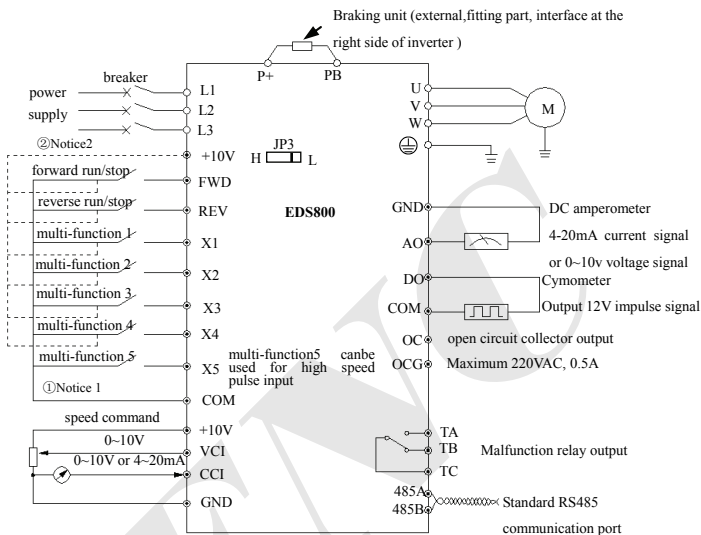 Braking unit (external,fitting part, interface at the
right side of inverter )
P+ PB
breaker
power
supply
L1
L2
L3
②Notice2
+10V
JP3
H L
forward run/stop
FWD
reverse run/stop
REV
multi-function 1
X1
multi-function 2
X2
multi-function 3
X3
multi-function 4
X4
multi-function 5
X5
①Notice 1
COM
EDS800
multi-function5 canbe
used for high speed
pulse input
speed command
+10V
0~10V
VCI
0~10V or 4~20mA
CCI
GND
U
V
W
M
GND
DC amperometer
AO
4-20mA current signal
or 0~10v voltage signal
DO
Cymometer
COM
Output 12V impulse signal
OC
open circuit collector output
OCG
Maximum 220VAC, 0.5A
TA
TB
Malfunction relay output
TC
485A
485B
Standard RS485
communication port
ENC